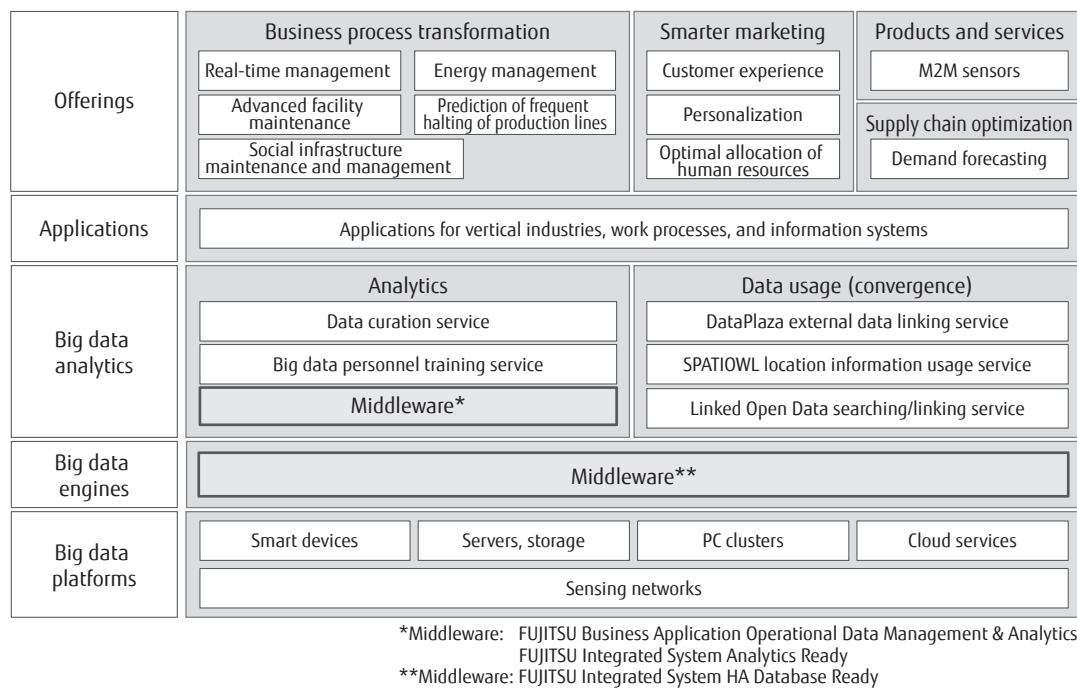 Offerings
Business process transformation
Real-time management
Energy management
Advanced facility
maintenance
Prediction of frequent
halting of production lines
Social infrastructure
maintenance and management
Smarter marketing
Customer experience
Personalization
Optimal allocation of
human resources
Products and services
M2M sensors
Supply chain optimization
Demand forecasting
Applications
Applications for vertical industries, work processes, and information systems
Big data
analytics
Analytics
Data curation service
Big data personnel training service
Middleware*
Data usage (convergence)
DataPlaza external data linking service
SPATIOWL location information usage service
Linked Open Data searching/linking service
Big data
engines
Middleware**
Big data
platforms
Smart devices
Servers, storage
PC clusters
Cloud services
Sensing networks
*Middleware: FUJITSU Business Application Operational Data Management & Analytics
FUJITSU Integrated System Analytics Ready
**Middleware: FUJITSU Integrated System HA Database Ready